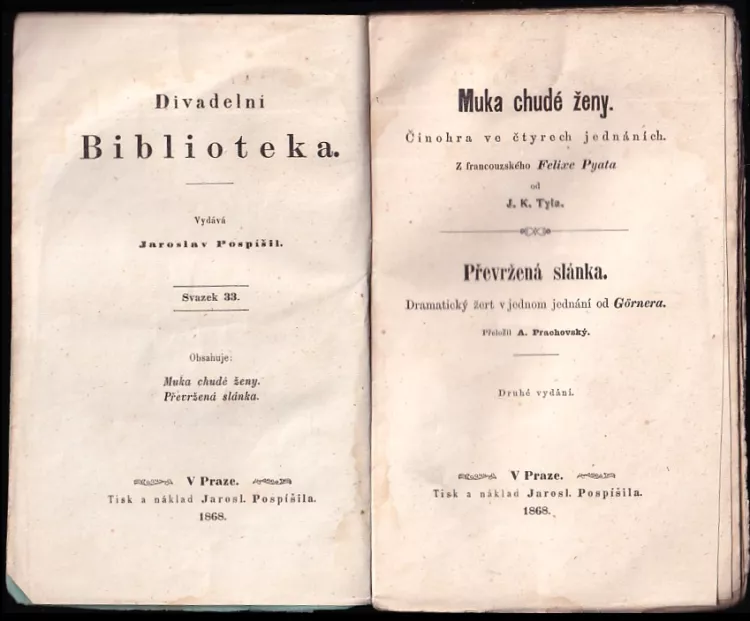 Divadelní
Biblioteka.
Vydává
Jaroslav Pospíšil.
Svazek 33.
Obsahuje:
Muka chudé ženy.
Převržená slánka.
V Praze.
Tisk a náklad Jarosl. Pospíšila.
1868.
Muka chudé ženy.
Činohra ve čtyrech jednáních.
Z francouzského Felixe Pyata
od
J. K. Tyla.
Převržená slánka.
Dramatický žert v jednom jednání od Görnera.
Přeložil A. Prachovský.
Druhé vydání.
V Praze.
Tisk a náklad Jarosl. Pospíšila.
1868.